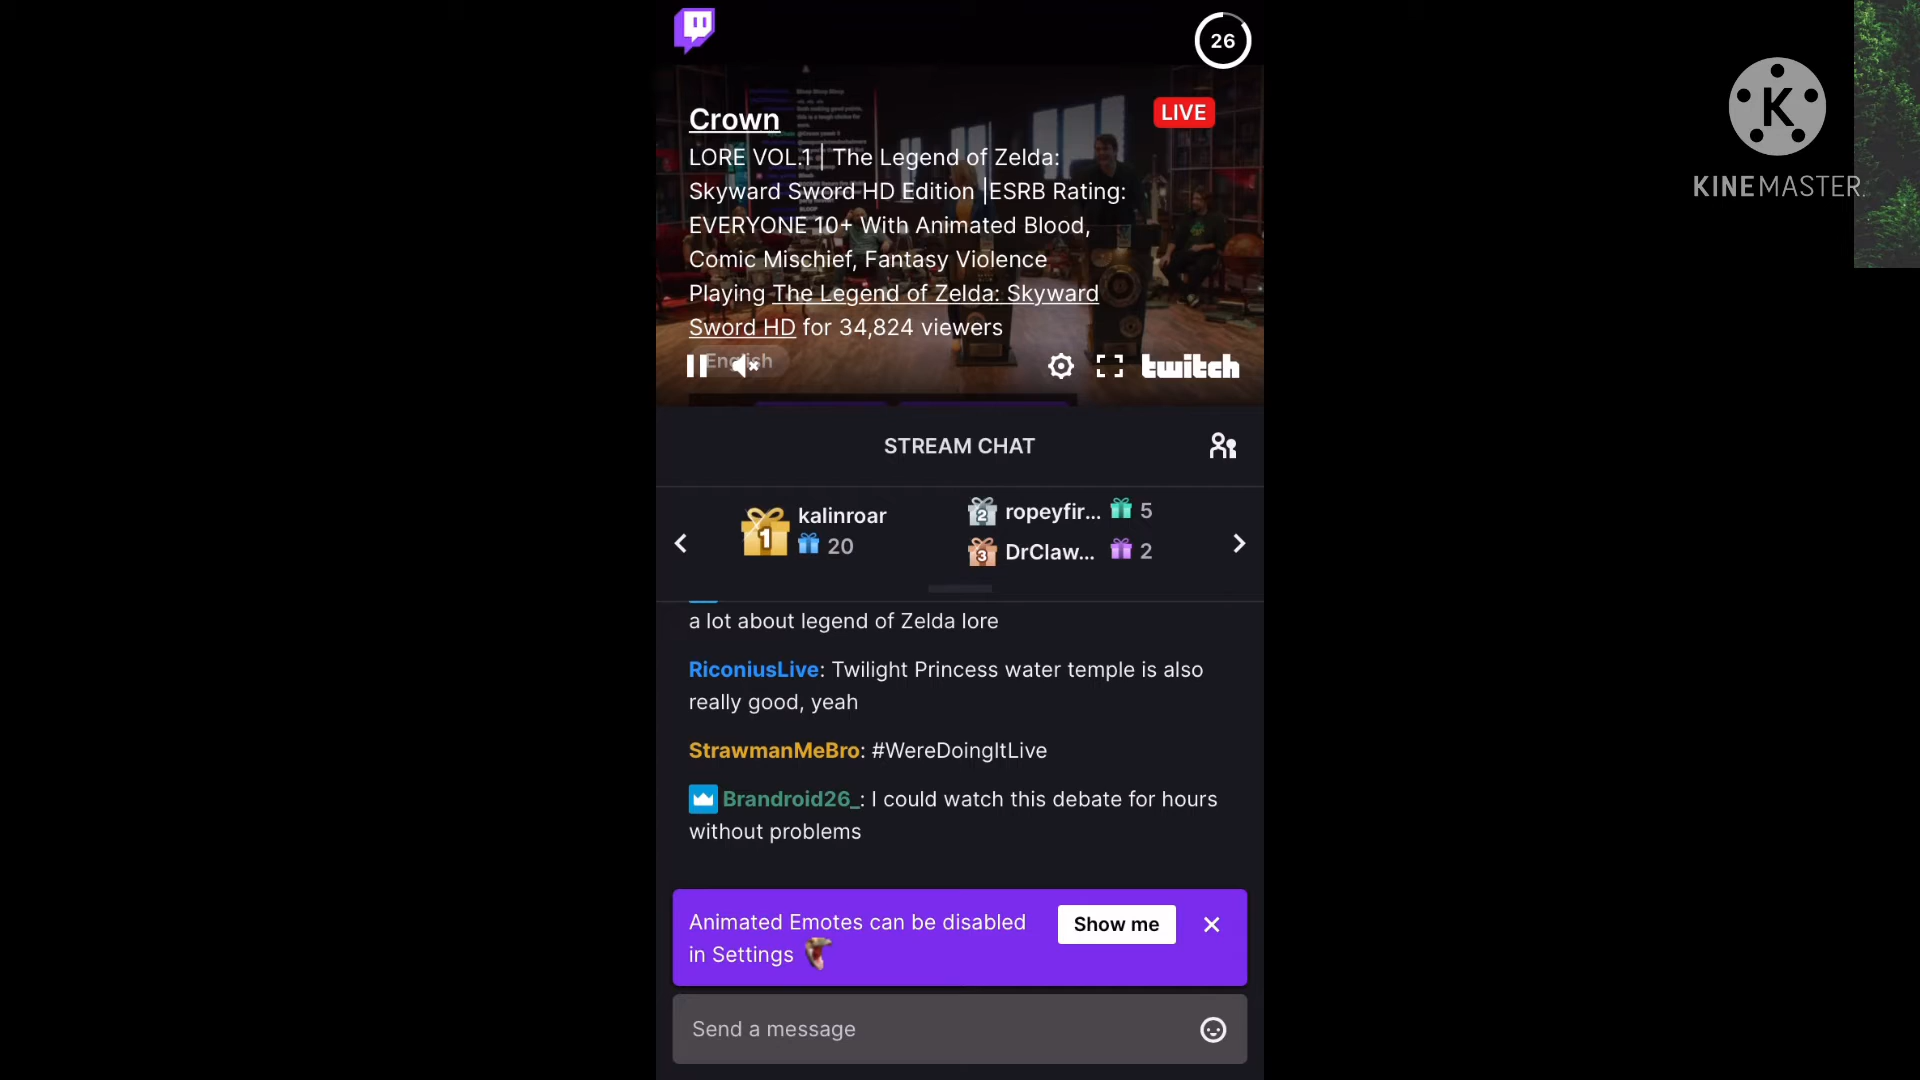 26
Crown
LIVE
LORE VOL.1 | The Legend of Zelda:
Skyward Sword HD Edition |ESRB Rating:
EVERYONE 10+ With Animated Blood,
Comic Mischief, Fantasy Violence
Playing The Legend of Zelda: Skyward
Sword HD for 34,824 viewers
English
twitch
STREAM CHAT
1 kalinroar
20
2 ropeyfir... 5
3 DrClaw... 2
a lot about legend of Zelda lore
RiconiusLive: Twilight Princess water temple is also
really good, yeah
StrawmanMeBro: #WereDoingItLive
Brandroid26_: I could watch this debate for hours
without problems
Animated Emotes can be disabled
in Settings
Show me
Send a message
K
KINEMASTER